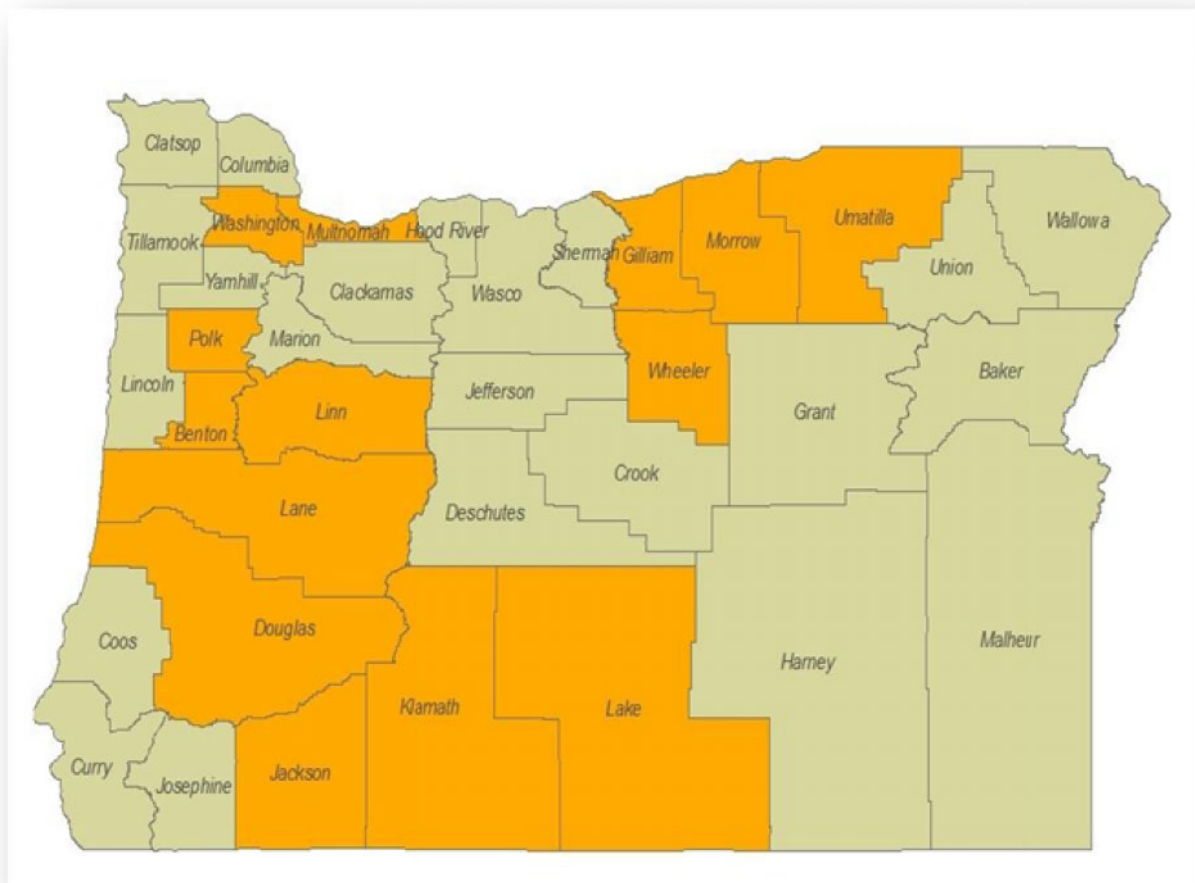 Clatsop
Columbia
Washington
Multnomah
Hood River
Tillamook
Sherman
Gilliam
Morrow
Umatilla
Wallowa
Union
Yamhill
Clackamas
Wasco
Polk
Marion
Lincoln
Jefferson
Wheeler
Baker
Linn
Grant
Benton
Crook
Lane
Deschutes
Douglas
Coos
Harney
Malheur
Klamath
Lake
Curry
Josephine
Jackson